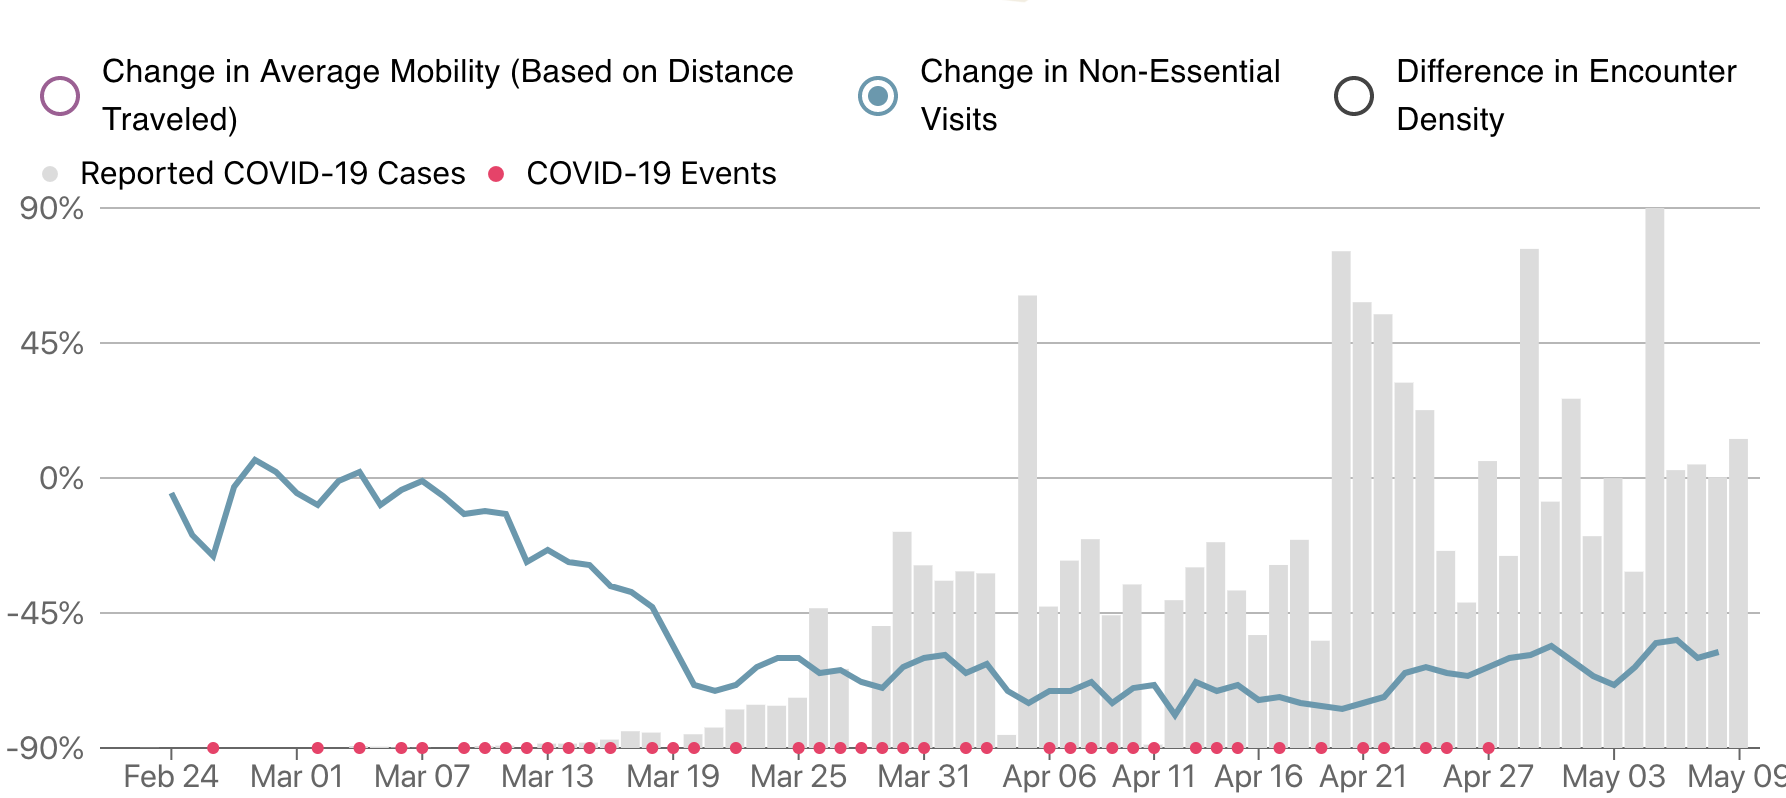 Change in Average Mobility (Based on Distance
Traveled)
Change in Non-Essential
Visits
Difference in Encounter
Density
Reported COVID-19 Cases
COVID-19 Events
90%
45%
0%
-45%
-90%
Feb 24
Mar 01
Mar 07
Mar 13
Mar 19
Mar 25
Mar 31
Apr 06
Apr 11
Apr 16
Apr 21
Apr 27
May 03
May 09